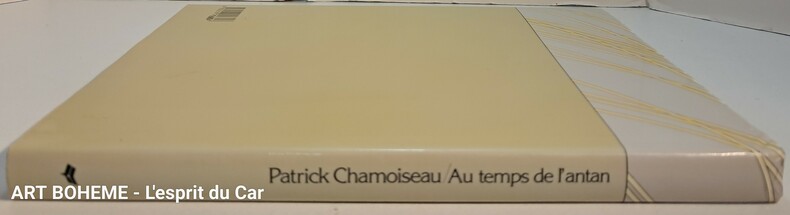 Patrick Chamoiseau/Au temps de l'antan
ART BOHEME - L'esprit du Car